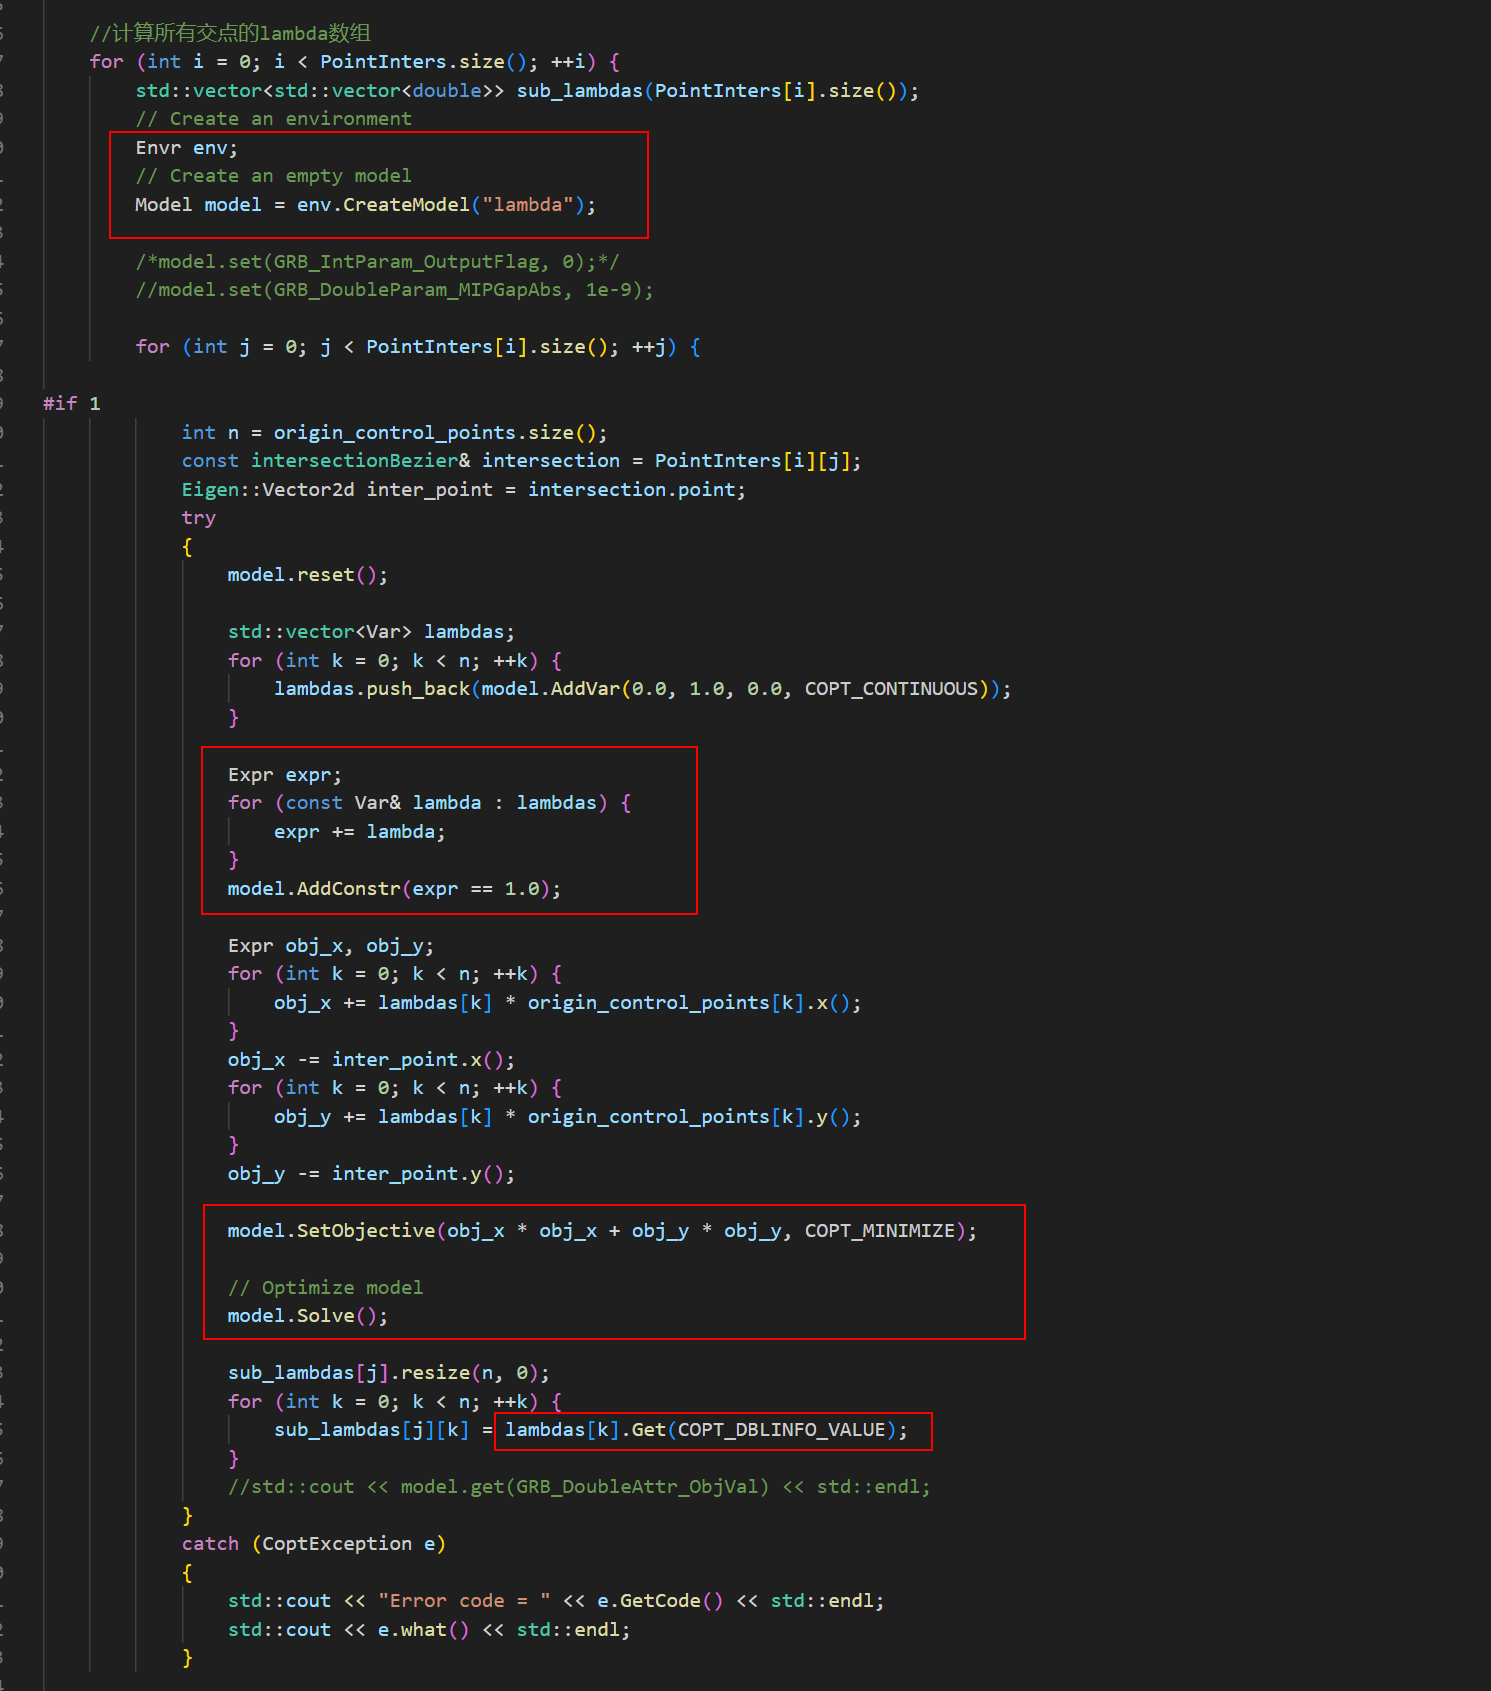 //计算所有交点的lambda数组
for (int i = 0; i < PointInters.size(); ++i) {
std::vector<std::vector<double>> sub_lambdas(PointInters[i].size());
// Create an environment
Envr env;
// Create an empty model
Model model = env.CreateModel("lambda");
/*model.set(GRB_IntParam_OutputFlag, 0);*/
//model.set(GRB_DoubleParam_MIPGapAbs, 1e-9);
for (int j = 0; j < PointInters[i].size(); ++j) {
#if 1
int n = origin_control_points.size();
const intersectionBezier& intersection = PointInters[i][j];
Eigen::Vector2d inter_point = intersection.point;
try
{
model.reset();
std::vector<Var> lambdas;
for (int k = 0; k < n; ++k) {
lambdas.push_back(model.AddVar(0.0, 1.0, 0.0, COPT_CONTINUOUS));
}
Expr expr;
for (const Var& lambda : lambdas) {
expr += lambda;
}
model.AddConstr(expr == 1.0);
Expr obj_x, obj_y;
for (int k = 0; k < n; ++k) {
obj_x += lambdas[k] * origin_control_points[k].x();
}
obj_x -= inter_point.x();
for (int k = 0; k < n; ++k) {
obj_y += lambdas[k] * origin_control_points[k].y();
}
obj_y -= inter_point.y();
model.SetObjective(obj_x * obj_x + obj_y * obj_y, COPT_MINIMIZE);
// Optimize model
model.Solve();
sub_lambdas[j].resize(n, 0);
for (int k = 0; k < n; ++k) {
sub_lambdas[j][k] = lambdas[k].Get(COPT_DBLINFO_VALUE);
}
//std::cout << model.get(GRB_DoubleAttr_ObjVal) << std::endl;
}
catch (CoptException e)
{
std::cout << "Error code = " << e.GetCode() << std::endl;
std::cout << e.what() << std::endl;
}